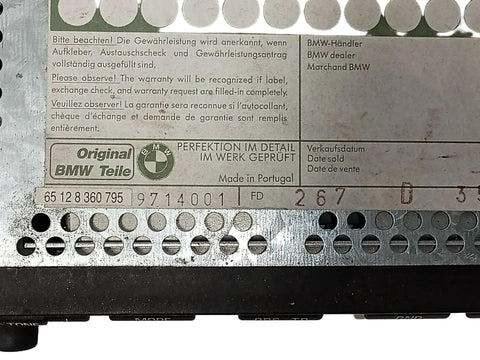 Bitte beachten! Die Gewährleistung wird anerkannt, wenn
Aufkleber, Austauschscheck und Gewährleistungsantrag
vollständig ausgefüllt sind.
Please observe! The warranty will be recognized if label,
exchange check, and warranty request are filled-in completely.
Veuillez observez! La garantie sera reconnue si l'autocollant,
chèque d'échange et demande de garantie sont remplis
entièrement.
BMW-Händler
BMW dealer
Marchand BMW
Original
BMW Teile
BMW
PERFEKTION IM DETAIL
IM WERK GEPRÜFT
Made in Portugal
Verkaufsdatum
Date sold
Date de vente
65 12 8 360 795 9714001 FD 267 D
MODE